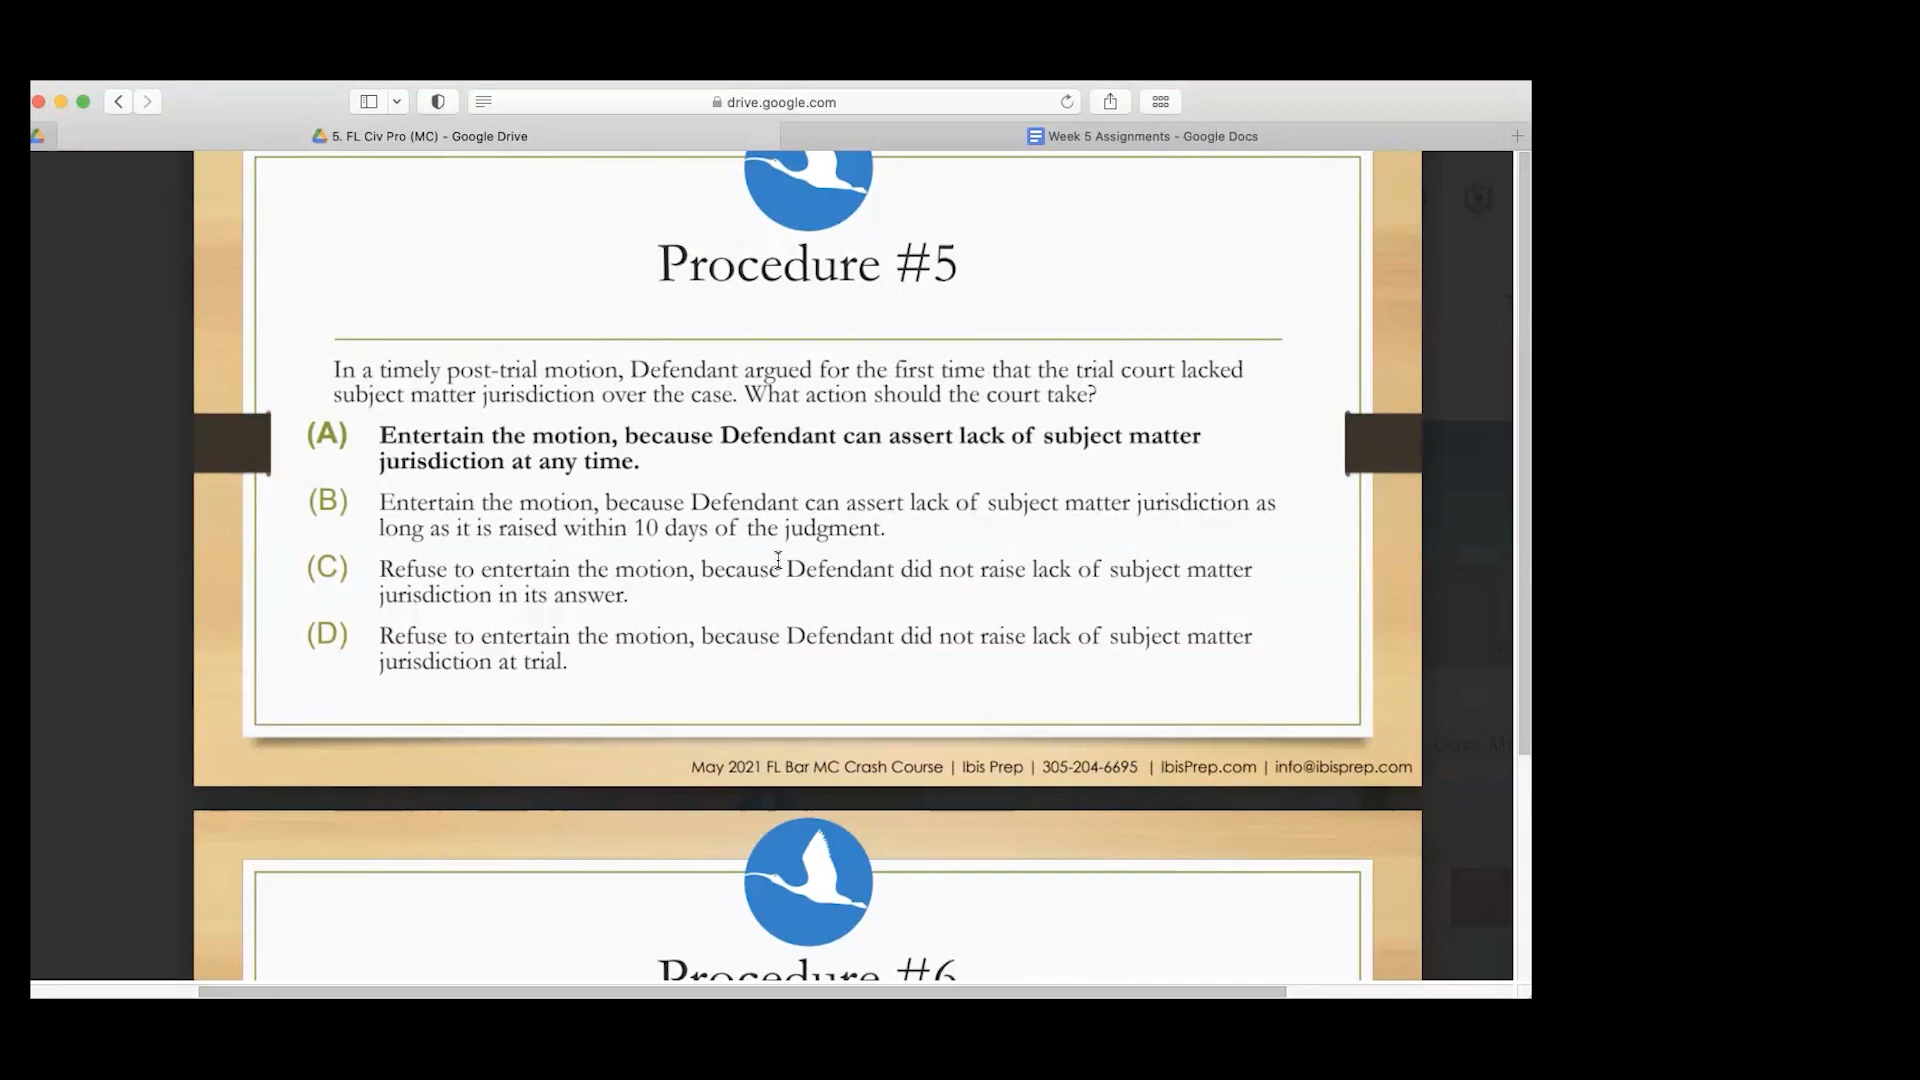 drive.google.com
5. FL Civ Pro (MC) - Google Drive
Week 5 Assignments - Google Docs
Procedure #5
In a timely post-trial motion, Defendant argued for the first time that the trial court lacked
subject matter jurisdiction over the case. What action should the court take?
(A) Entertain the motion, because Defendant can assert lack of subject matter
jurisdiction at any time.
(B) Entertain the motion, because Defendant can assert lack of subject matter jurisdiction as
long as it is raised within 10 days of the judgment.
(C) Refuse to entertain the motion, because Defendant did not raise lack of subject matter
jurisdiction in its answer.
(D) Refuse to entertain the motion, because Defendant did not raise lack of subject matter
jurisdiction at trial.
May 2021 FL Bar MC Crash Course | Ibis Prep | 305-204-6695 | IbisPrep.com | info@ibisprep.com
Procedure #6